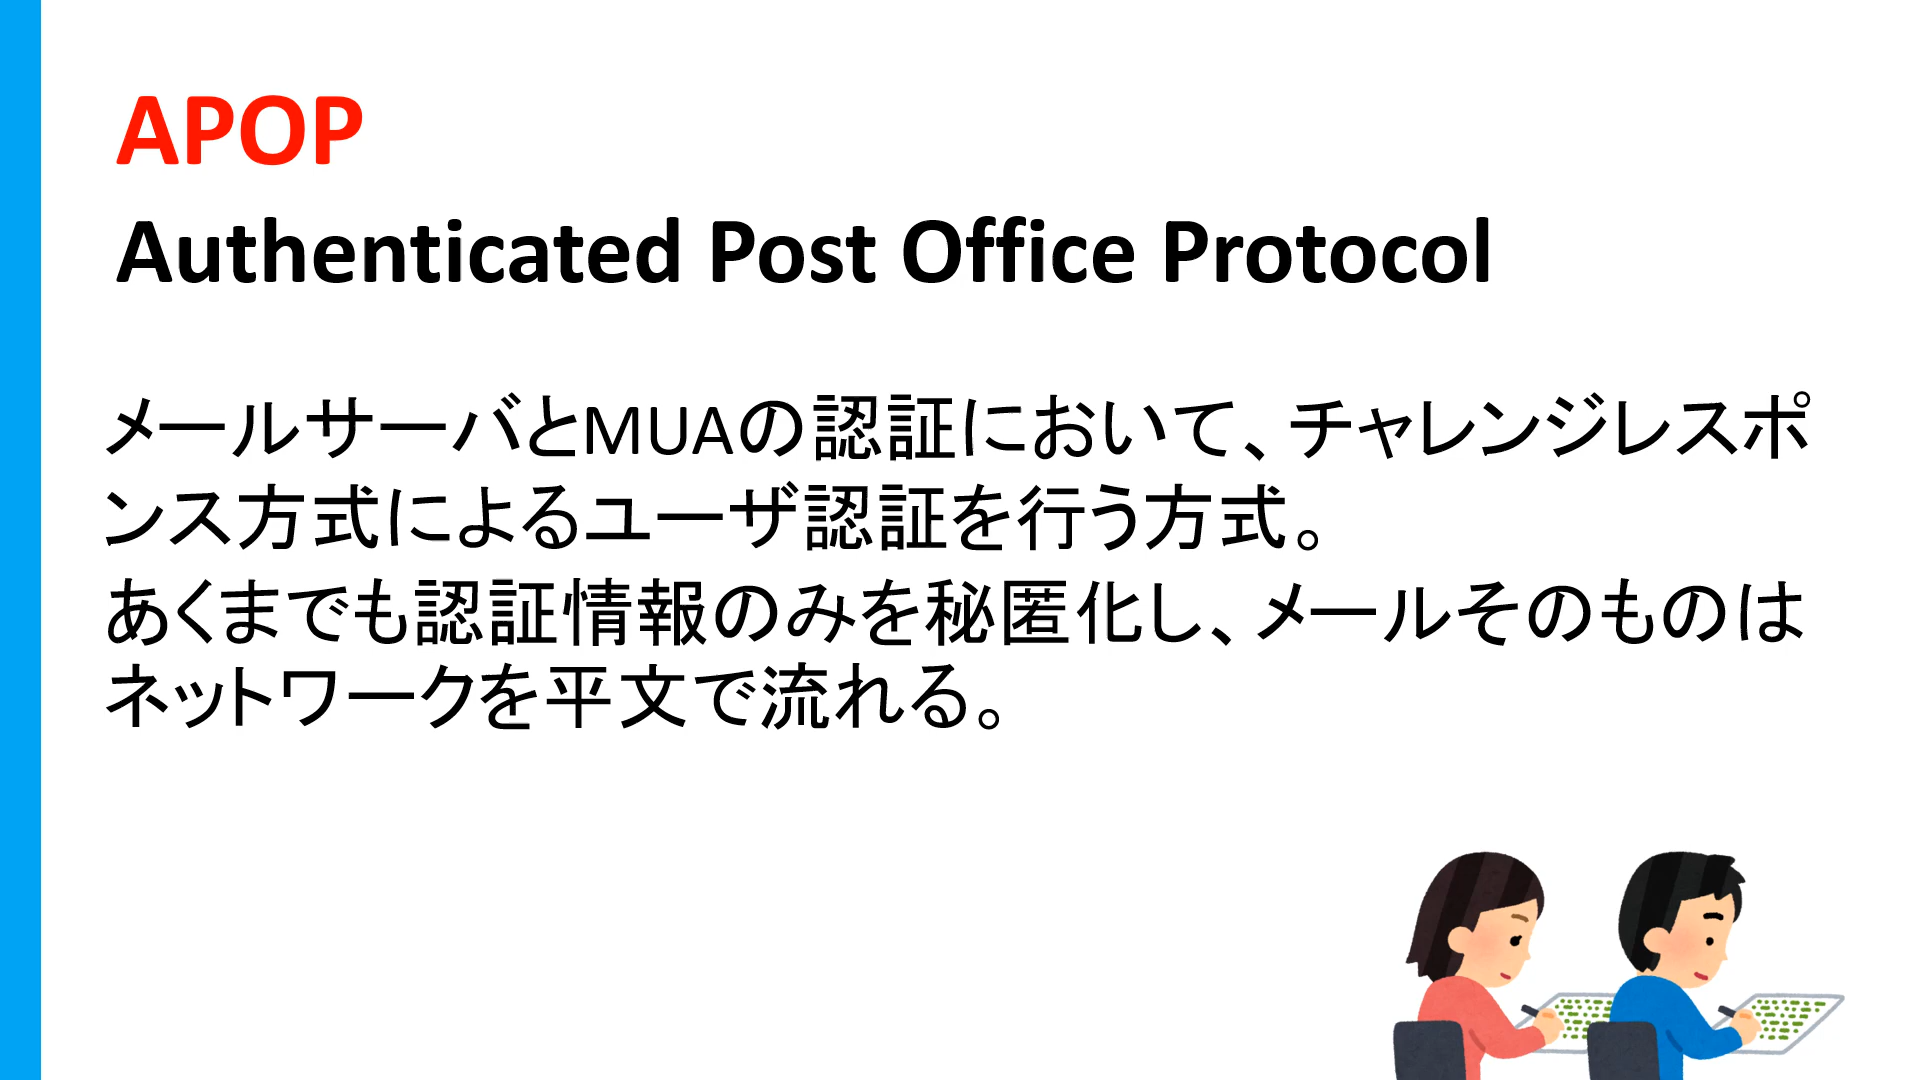 APOP
Authenticated Post Office Protocol
メールサーバとMUAの認証において、チャレンジレスポ
ンス方式によるユーザ認証を行う方式。
あくまでも認証情報のみを秘匿化し、メールそのものは
ネットワークを平文で流れる。